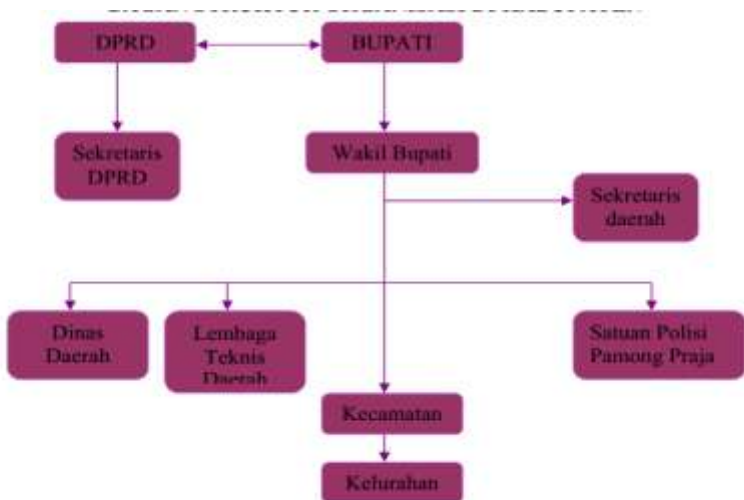 DPRD
BUPATI
Sekretaris
DPRD
Wakil Bupati
Sekretaris
daerah
Dinas
Daerah
Lembaga
Teknis
Daerah
Satuan Polisi
Pamong Praja
Kecamatan
Kelurahan